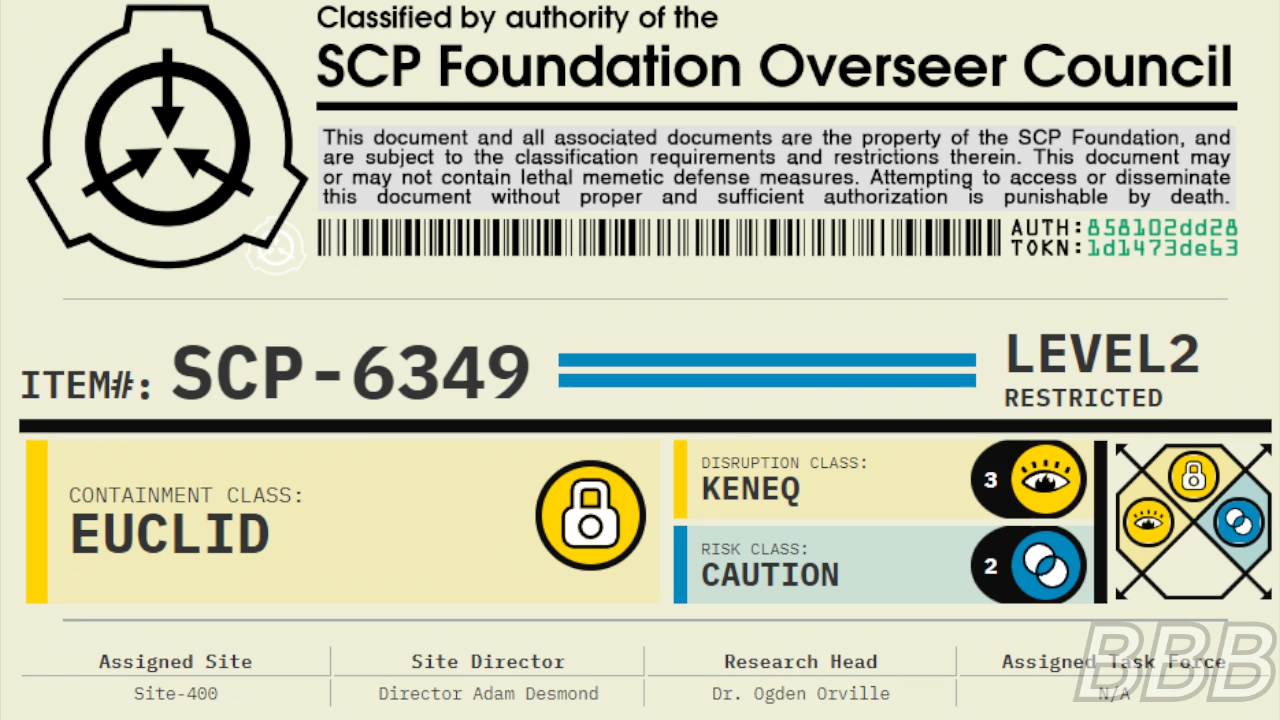 Classified by authority of the
SCP Foundation Overseer Council
This document and all associated documents are the property of the SCP Foundation, and
are subject to the classification requirements and restrictions therein. This document may
or may not contain lethal memetic defense measures. Attempting to access or disseminate
this document without proper and sufficient authorization is punishable by death.
AUTH:858102dd28
TOKN:1d1473de63
ITEM#: SCP-6349
LEVEL2
RESTRICTED
CONTAINMENT CLASS:
EUCLID
DISRUPTION CLASS:
KENEQ
3
RISK CLASS:
CAUTION
2
Assigned Site Site Director Research Head Assigned Task Force
Site-400 Director Adam Desmond Dr. Ogden Orville N/A
BBB